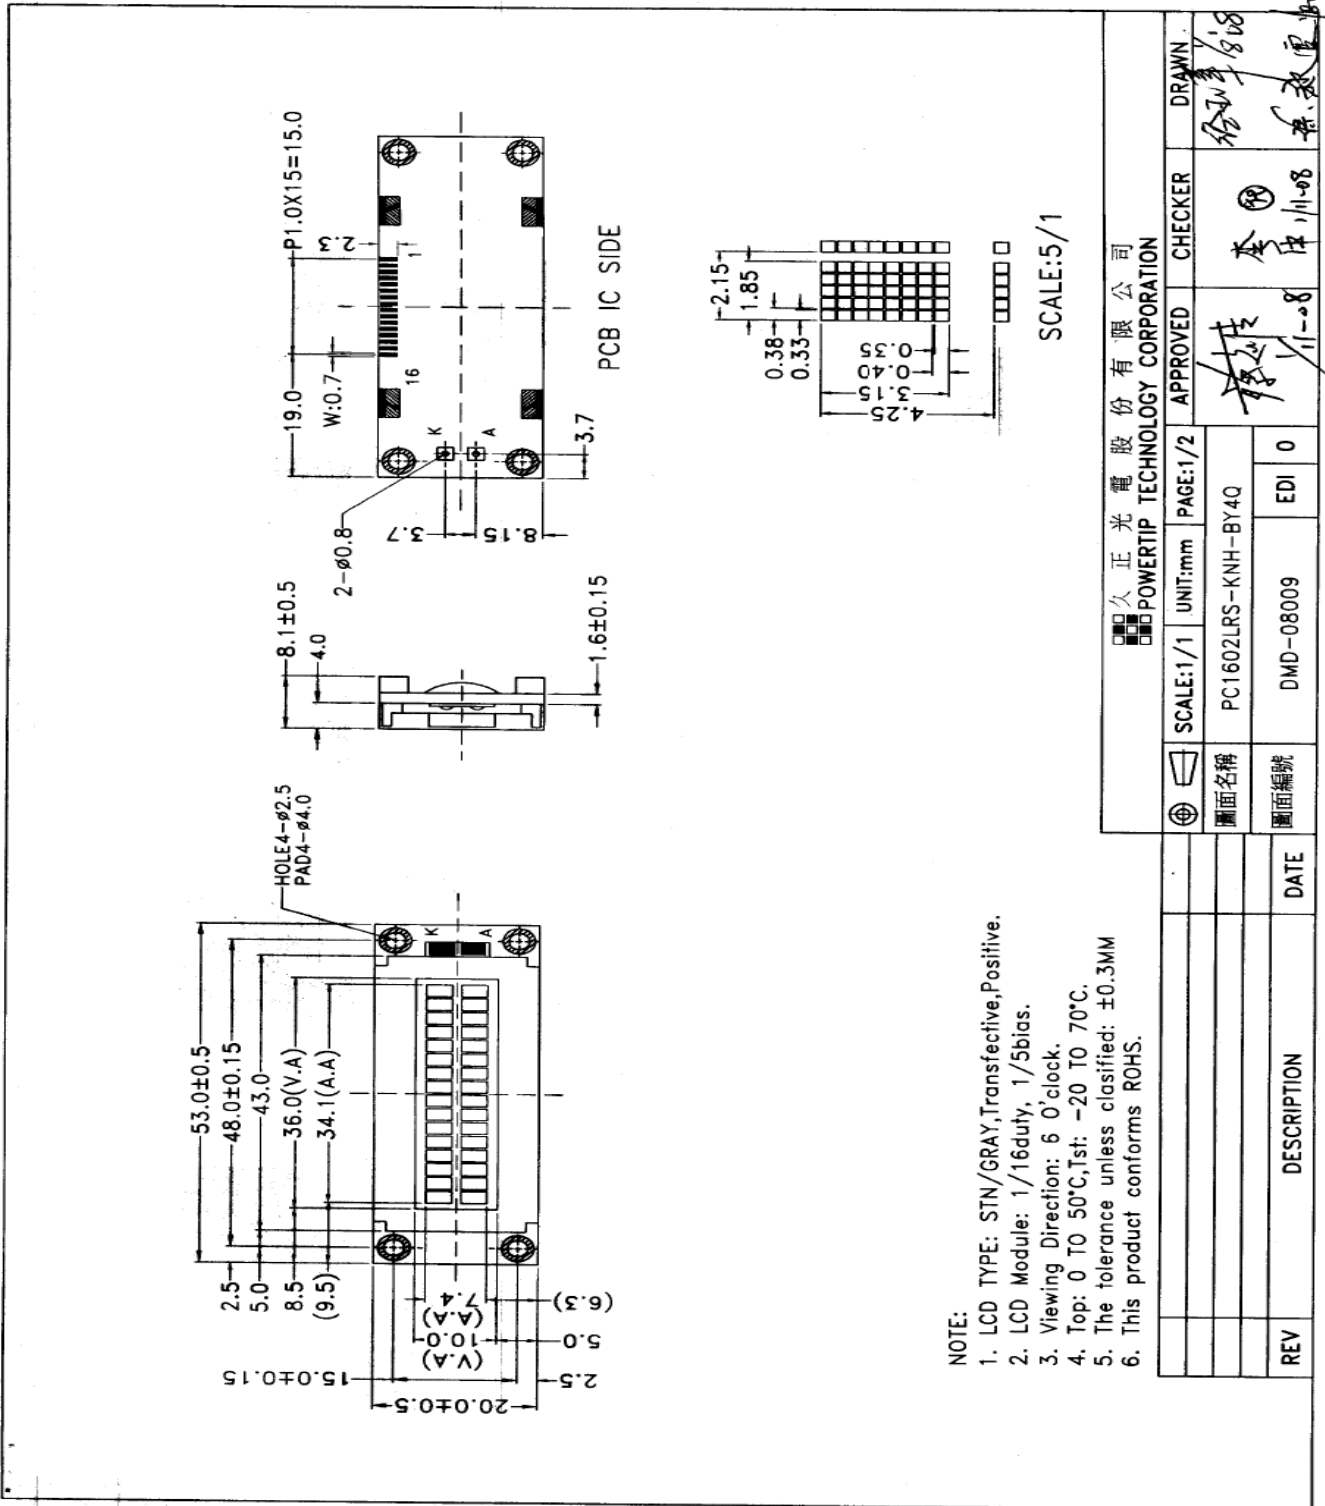 53.0±0.5
48.0±0.15
43.0
36.0(V.A)
34.1(A.A)
2.5
5.0
8.5
(9.5)
HOLE4-ø2.5
PAD4-ø4.0
K
A
20.0±0.5
15.0±0.15
(V.A)
10.0
(A.A)
7.4
2.5
5.0
(6.3)
8.1±0.5
4.0
1.6±0.15
19.0
P1.0X15=15.0
W:0.7
2.3
16
1
K
A
2-ø0.8
3.7
8.15
3.7
PCB IC SIDE
2.15
1.85
0.38
0.33
0.35
0.40
3.15
4.25
SCALE:5/1
NOTE:
1. LCD TYPE: STN/GRAY,Transfective,Positive.
2. LCD Module: 1/16duty, 1/5bias.
3. Viewing Direction: 6 O'clock.
4. Top: 0 TO 50°C,Tst: -20 TO 70°C.
5. The tolerance unless clasified: ±0.3MM
6. This product conforms ROHS.
久正光電股份有限公司
POWERTIP TECHNOLOGY CORPORATION
SCALE:1/1 UNIT:mm PAGE:1/2 APPROVED CHECKER DRAWN
圖面名稱 PC1602LRS-KNH-BY4Q
圖面編號 DMD-08009 EDI 0
REV DESCRIPTION DATE